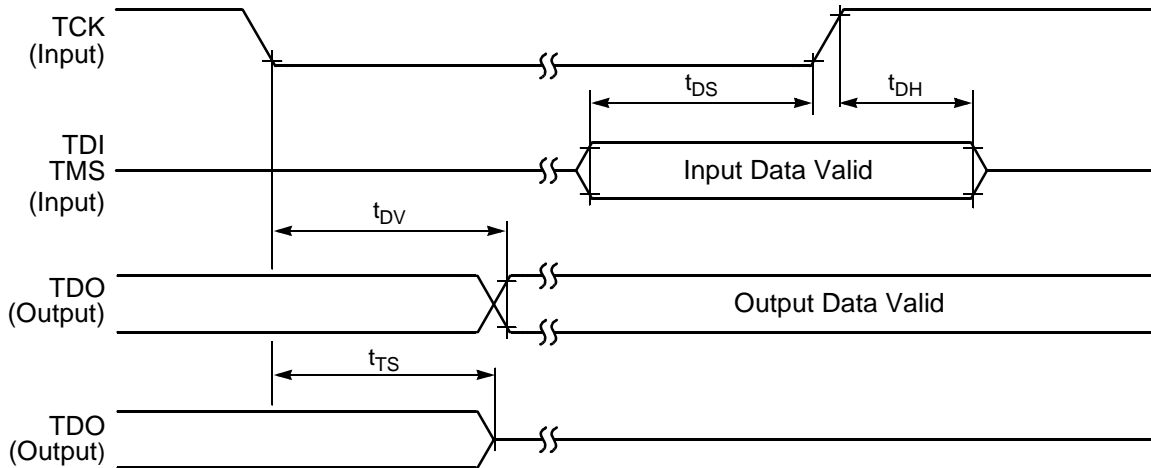 TCK
(Input)
tDS
tDH
TDI
TMS
(Input)
Input Data Valid
tDV
TDO
(Output)
Output Data Valid
tTS
TDO
(Output)